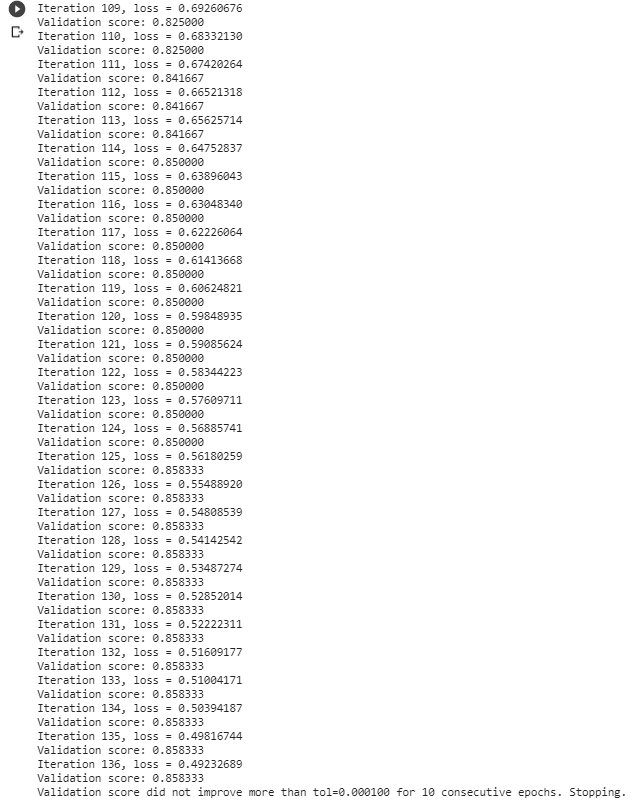 Iteration 109, loss = 0.69260676
Validation score: 0.825000
Iteration 110, loss = 0.68332130
Validation score: 0.825000
Iteration 111, loss = 0.67420264
Validation score: 0.841667
Iteration 112, loss = 0.66521318
Validation score: 0.841667
Iteration 113, loss = 0.65625714
Validation score: 0.841667
Iteration 114, loss = 0.64752837
Validation score: 0.850000
Iteration 115, loss = 0.63896043
Validation score: 0.850000
Iteration 116, loss = 0.63048340
Validation score: 0.850000
Iteration 117, loss = 0.62226064
Validation score: 0.850000
Iteration 118, loss = 0.61413668
Validation score: 0.850000
Iteration 119, loss = 0.60624821
Validation score: 0.850000
Iteration 120, loss = 0.59848935
Validation score: 0.850000
Iteration 121, loss = 0.59085624
Validation score: 0.850000
Iteration 122, loss = 0.58344223
Validation score: 0.850000
Iteration 123, loss = 0.57609711
Validation score: 0.850000
Iteration 124, loss = 0.56885741
Validation score: 0.850000
Iteration 125, loss = 0.56180259
Validation score: 0.858333
Iteration 126, loss = 0.55488920
Validation score: 0.858333
Iteration 127, loss = 0.54808539
Validation score: 0.858333
Iteration 128, loss = 0.54142542
Validation score: 0.858333
Iteration 129, loss = 0.53487274
Validation score: 0.858333
Iteration 130, loss = 0.52852014
Validation score: 0.858333
Iteration 131, loss = 0.52222311
Validation score: 0.858333
Iteration 132, loss = 0.51609177
Validation score: 0.858333
Iteration 133, loss = 0.51004171
Validation score: 0.858333
Iteration 134, loss = 0.50394187
Validation score: 0.858333
Iteration 135, loss = 0.49816744
Validation score: 0.858333
Iteration 136, loss = 0.49232689
Validation score: 0.858333
Validation score did not improve more than tol=0.000100 for 10 consecutive epochs. Stopping.